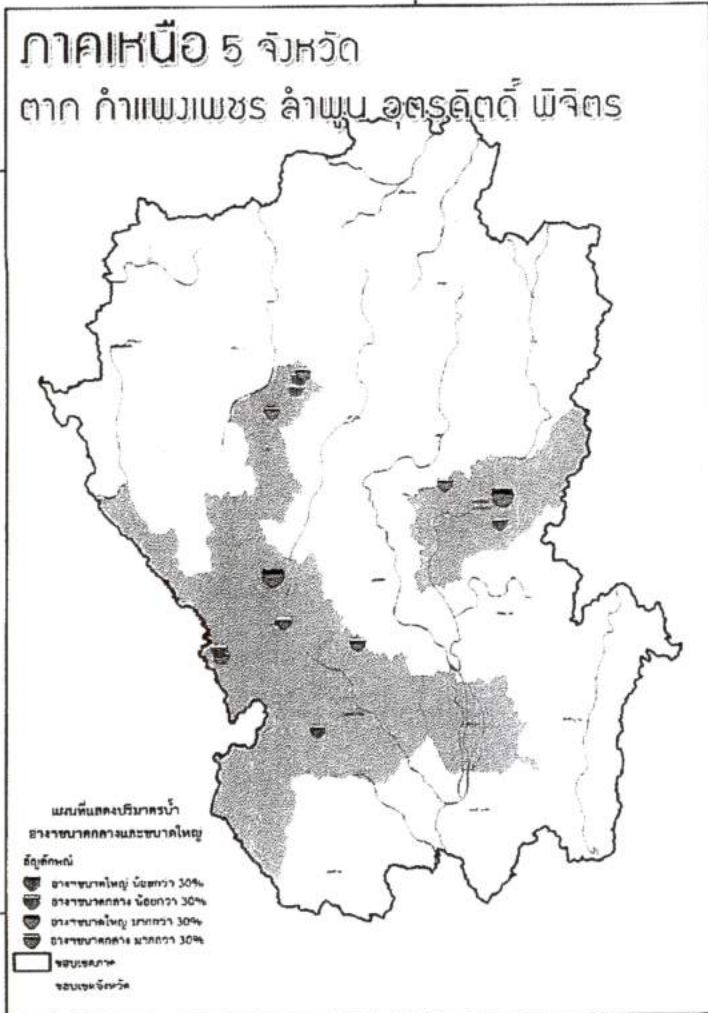 ภาคเหนือ 5 จังหวัด
ตาก กำแพงเพชร ลำพูน อุตรดิตถ์ พิจิตร
แผนที่แสดงปริมาตรน้ำ
อ่างฯขนาดกลางและขนาดใหญ่
สัญลักษณ์
อ่างฯขนาดใหญ่ น้อยกว่า 30%
อ่างฯขนาดกลาง น้อยกว่า 30%
อ่างฯขนาดใหญ่ มากกว่า 30%
อ่างฯขนาดกลาง มากกว่า 30%
ขอบเขตภาค
ขอบเขตจังหวัด